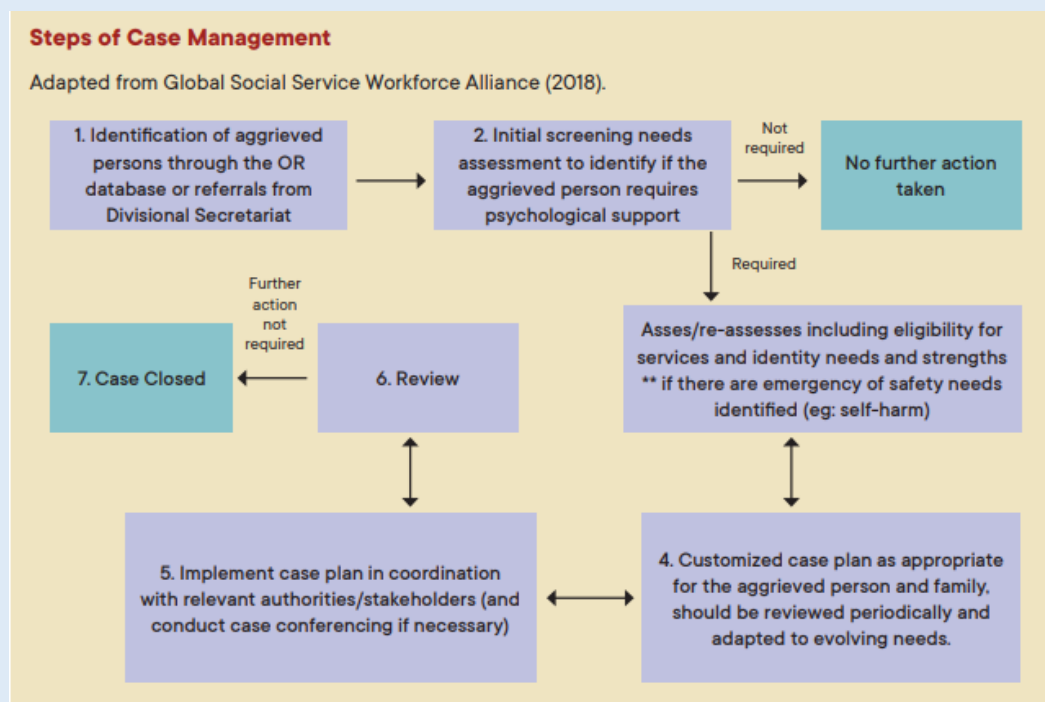 Steps of Case Management
Adapted from Global Social Service Workforce Alliance (2018).
1. Identification of aggrieved
persons through the OR
database or referrals from
Divisional Secretariat
2. Initial screening needs
assessment to identify if the
aggrieved person requires
psychological support
Not
required
No further action
taken
Required
Asses/re-assesses including eligibility for
services and identity needs and strengths
** if there are emergency of safety needs
identified (eg: self-harm)
4. Customized case plan as appropriate
for the aggrieved person and family,
should be reviewed periodically and
adapted to evolving needs.
5. Implement case plan in coordination
with relevant authorities/stakeholders (and
conduct case conferencing if necessary)
6. Review
Further
action
not
required
7. Case Closed